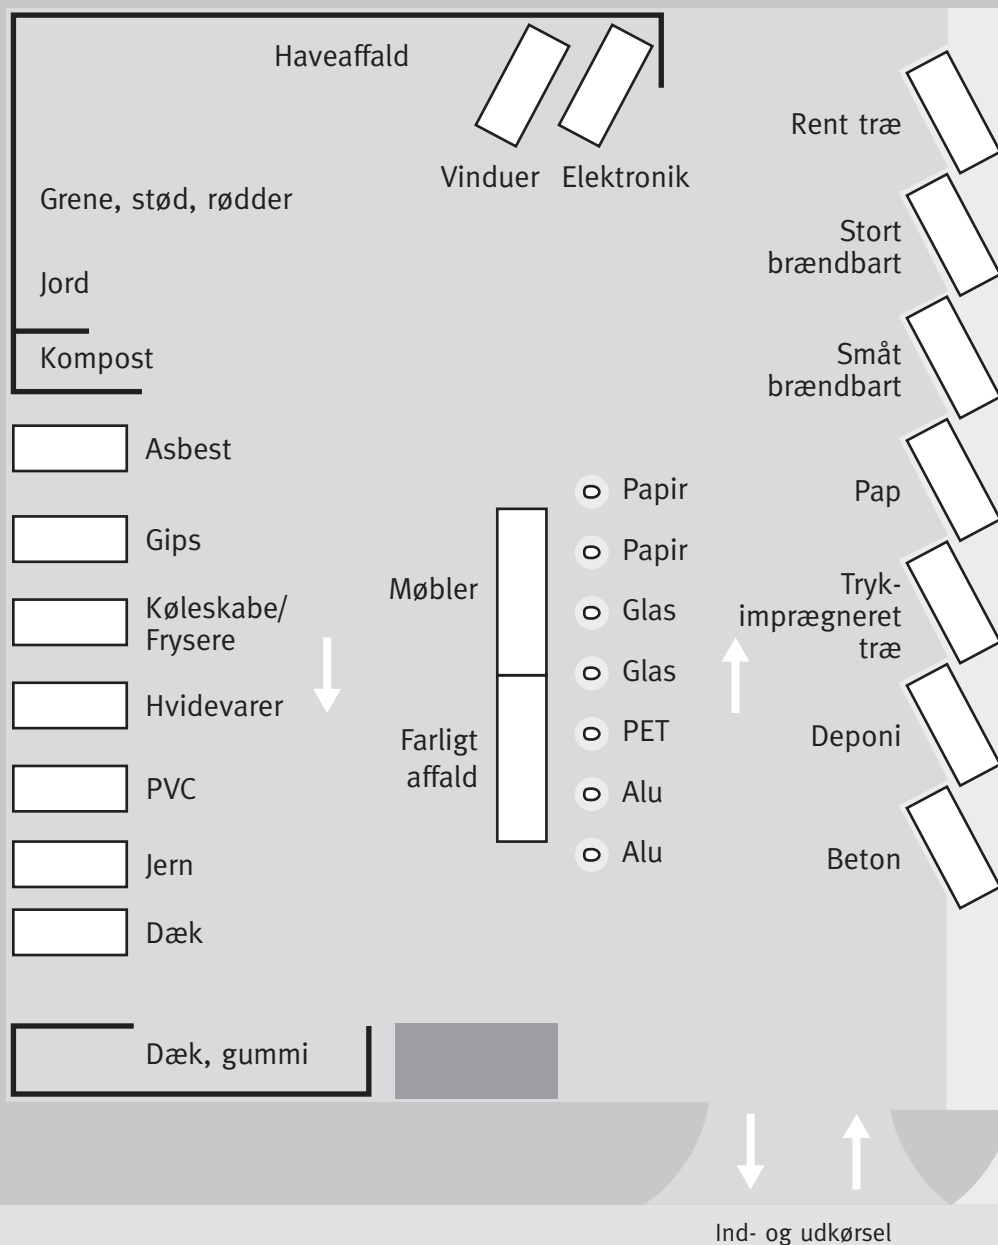 Haveaffald
Vinduer
Elektronik
Grene, stød, rødder
Jord
Kompost
Asbest
Gips
Køleskabe/
Frysere
Hvidevarer
PVC
Jern
Dæk
Dæk, gummi
Møbler
Farligt
affald
Papir
Papir
Glas
Glas
PET
Alu
Alu
Rent træ
Stort
brændbart
Småt
brændbart
Pap
Tryk-
imprægneret
træ
Deponi
Beton
Ind- og udkørsel